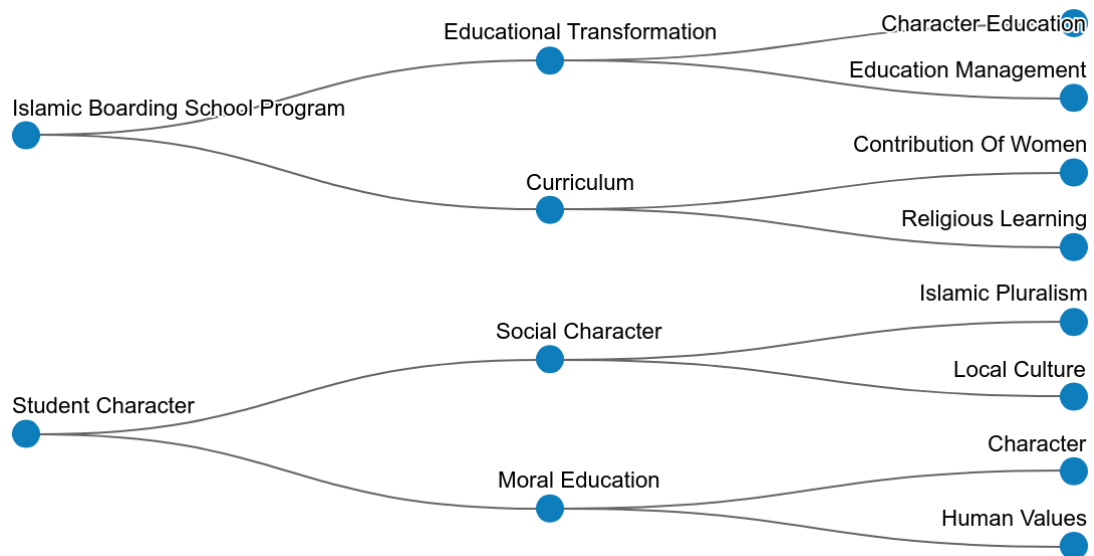 Character Education
Educational Transformation
Education Management
Islamic Boarding School Program
Contribution Of Women
Curriculum
Religious Learning
Islamic Pluralism
Social Character
Local Culture
Student Character
Character
Moral Education
Human Values